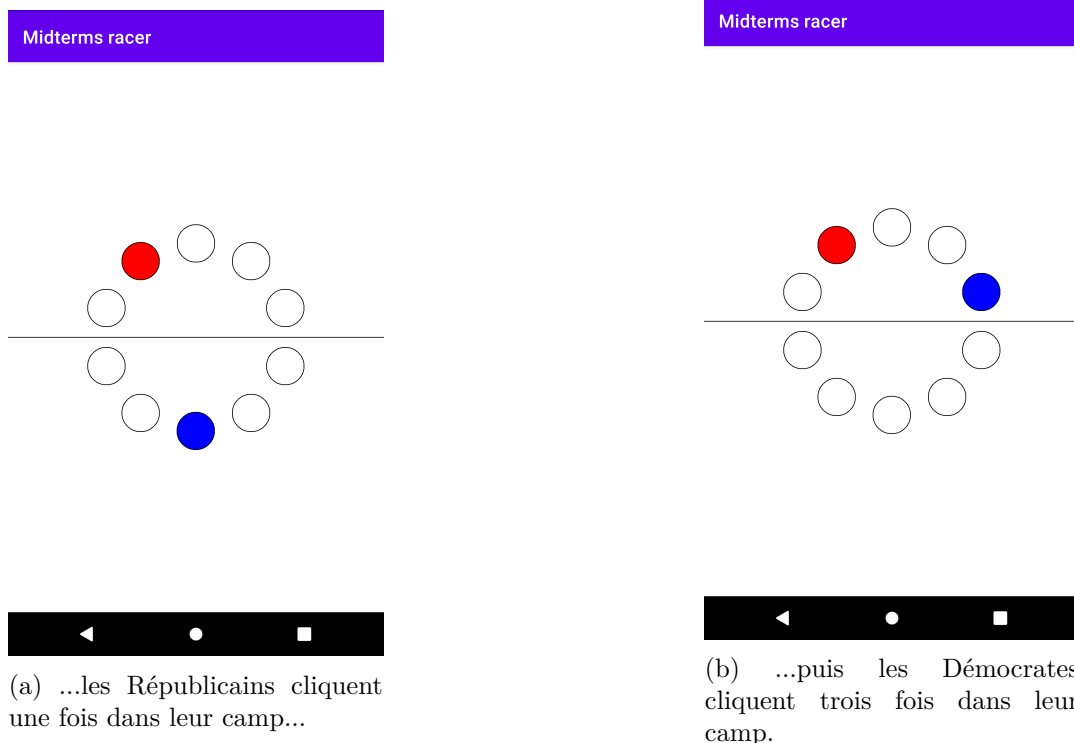 Midterms racer
(a) ...les Républicains cliquent
une fois dans leur camp...
Midterms racer
(b) ...puis les Démocrates
cliquent trois fois dans leur
camp.